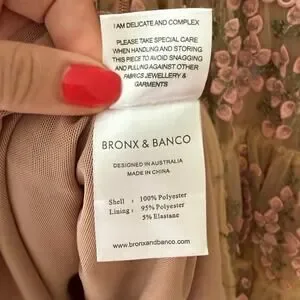 I AM DELICATE AND COMPLEX
PLEASE TAKE SPECIAL CARE
WHEN HANDLING AND STORING
THIS PIECE TO AVOID SNAGGING
AND PULLING AGAINST OTHER
FABRICS JEWELLERY &
GARMENTS
BRONX & BANCO
DESIGNED IN AUSTRALIA
MADE IN CHINA
Shell : 100% Polyester
Lining : 95% Polyester
5% Elastane
www.bronxandbanco.com